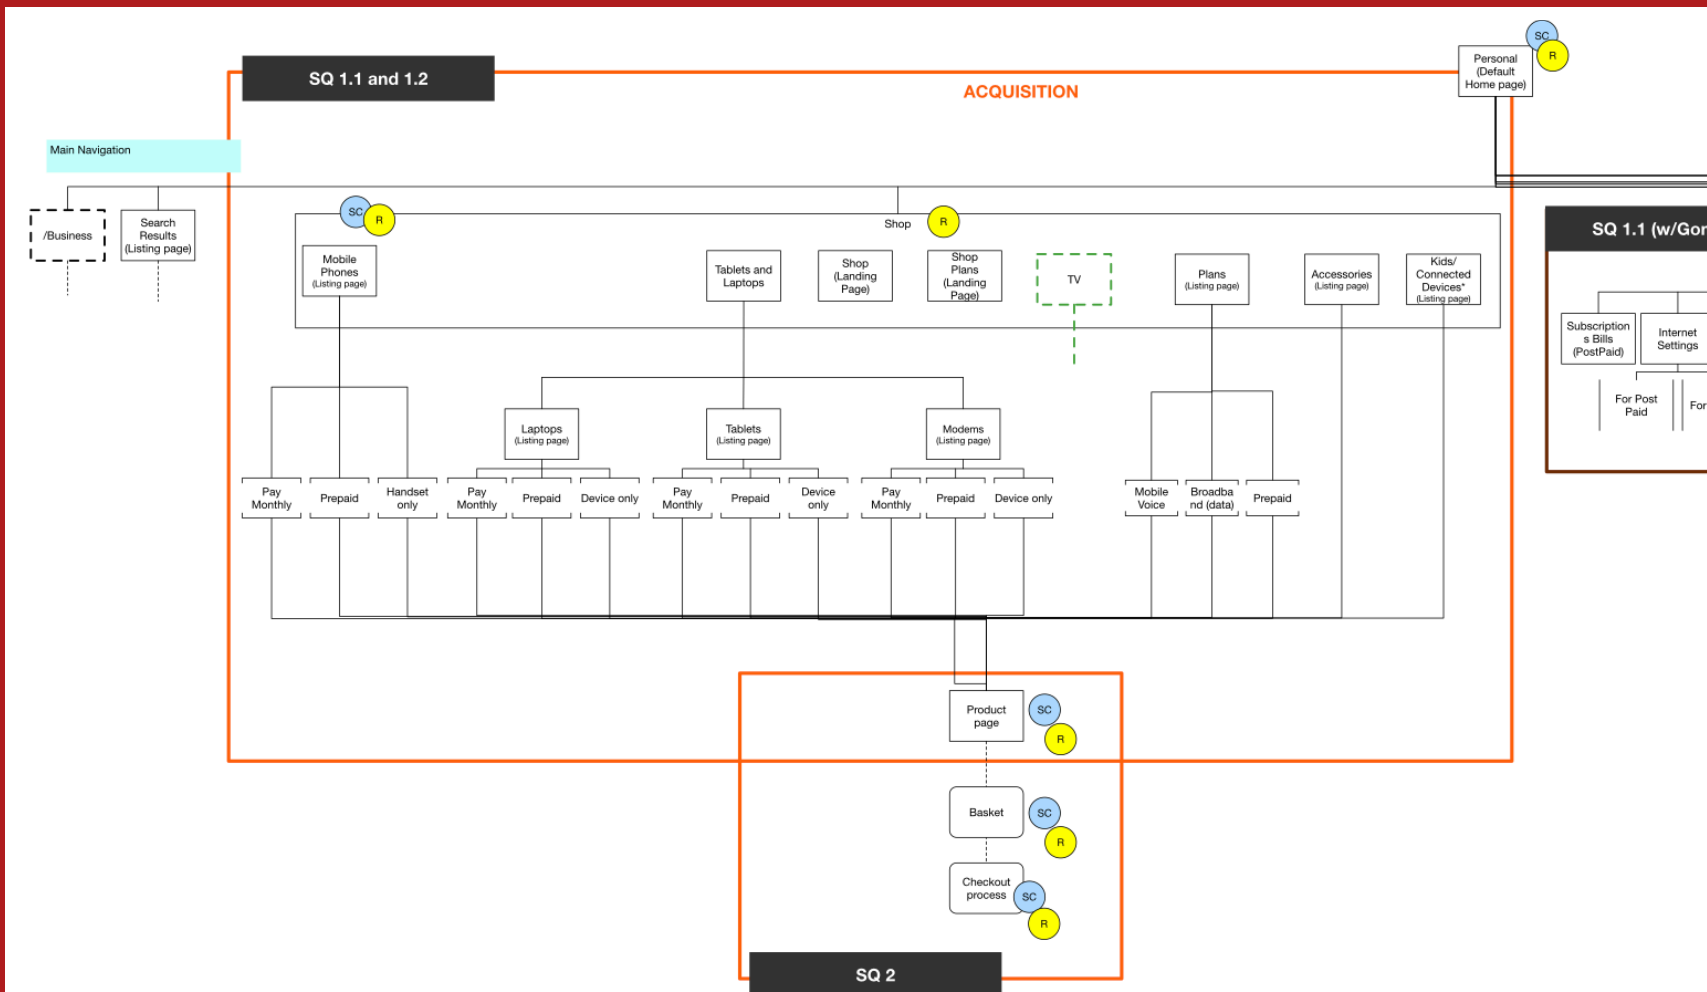 SC
R
Personal
(Default
Home page)
SQ 1.1 and 1.2
ACQUISITION
Main Navigation
/Business
Search
Results
(Listing page)
SC
R
Shop
R
SQ 1.1 (w/Gor
Mobile
Phones
(Listing page)
Tablets and
Laptops
Shop
(Landing
Page)
Shop
Plans
(Landing
Page)
TV
Plans
(Listing page)
Accessories
(Listing page)
Kids/
Connected
Devices*
(Listing page)
Subscription
s Bills
(PostPaid)
Internet
Settings
For Post
Paid
For
Laptops
(Listing page)
Tablets
(Listing page)
Modems
(Listing page)
Pay
Monthly
Prepaid
Handset
only
Pay
Monthly
Prepaid
Device only
Pay
Monthly
Prepaid
Device
only
Pay
Monthly
Prepaid
Device only
Mobile
Voice
Broadba
nd (data)
Prepaid
Product
page
SC
R
Basket
SC
R
Checkout
process
SC
R
SQ 2